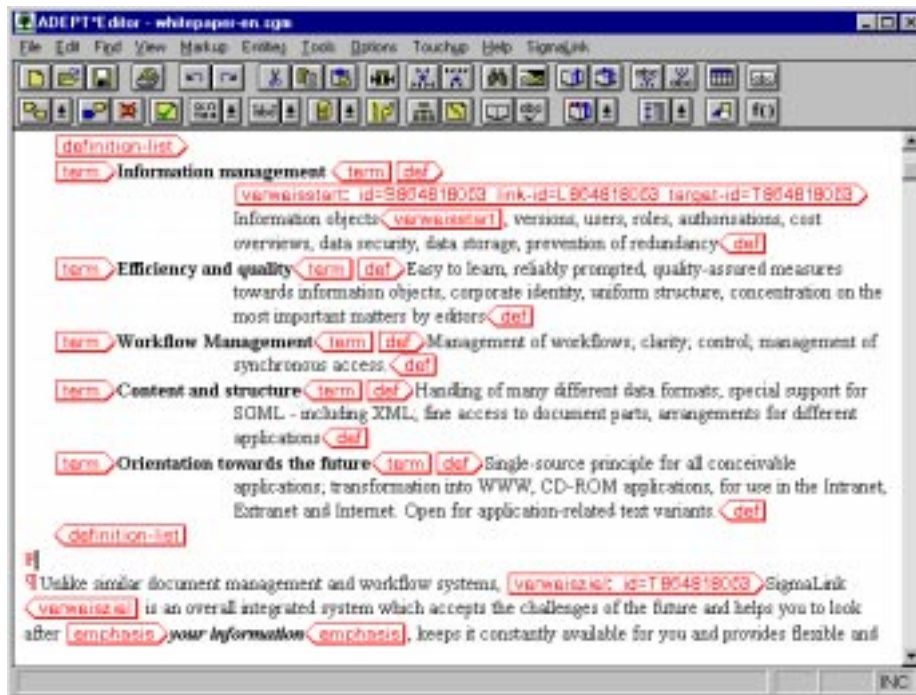 ADEPT*Editor - whitepaper-en.sgm
File Edit Find View Markup Entities Tools Options Touchup Help SigmaLink
definition-list
term Information management term def
verweisstart: id=S864818003 link-id=L864818003 target-id=T864818003
Information objects verweisstart, versions, users, roles, authorisations, cost
overviews, data security, data storage, prevention of redundancy def
term Efficiency and quality term def Easy to learn, reliably prompted, quality-assured measures
towards information objects, corporate identity, uniform structure, concentration on the
most important matters by editors def
term Workflow Management term def Management of workflows, clarity, control, management of
synchronous access. def
term Content and structure term def Handling of many different data formats, special support for
SGML - including XML, fine access to document parts, arrangements for different
applications def
term Orientation towards the future term def Single-source principle for all conceivable
applications, transformation into WWW, CD-ROM applications, for use in the Intranet,
Extranet and Internet. Open for application-related text variants. def
definition-list
¶
¶ Unlike similar document management and workflow systems, verweisziel: id=T864818003 SigmaLink
verweisziel is an overall integrated system which accepts the challenges of the future and helps you to look
after emphasis your information emphasis, keeps it constantly available for you and provides flexible and
INC